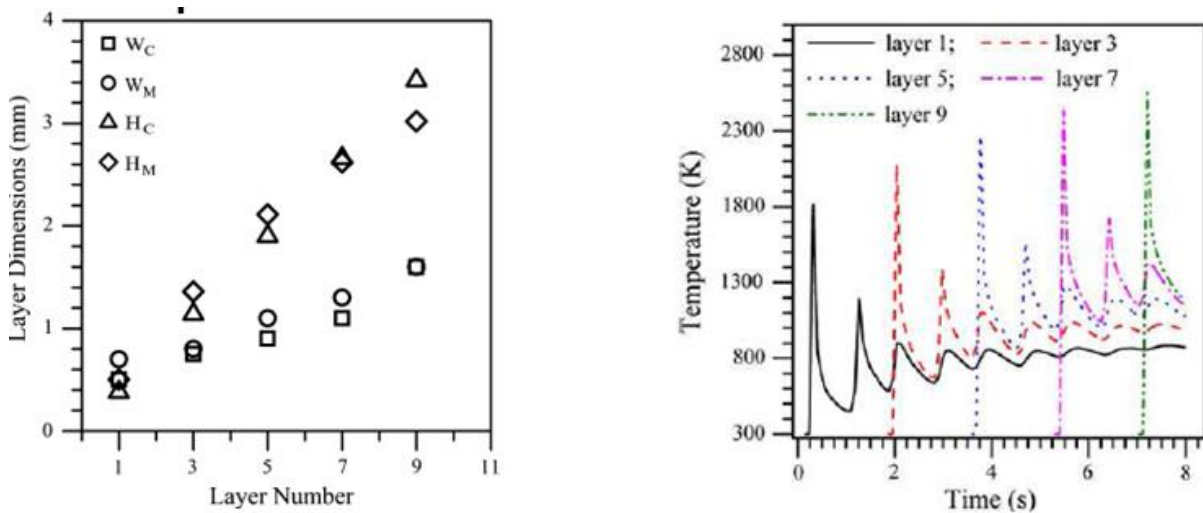 4
3
2
1
0
1
3
5
7
9
11
Layer Dimensions (mm)
Layer Number
W_C
W_M
H_C
H_M
2800
2300
1800
1300
800
300
0
2
4
6
8
Temperature (K)
Time (s)
layer 1;
layer 3
layer 5;
layer 7
layer 9